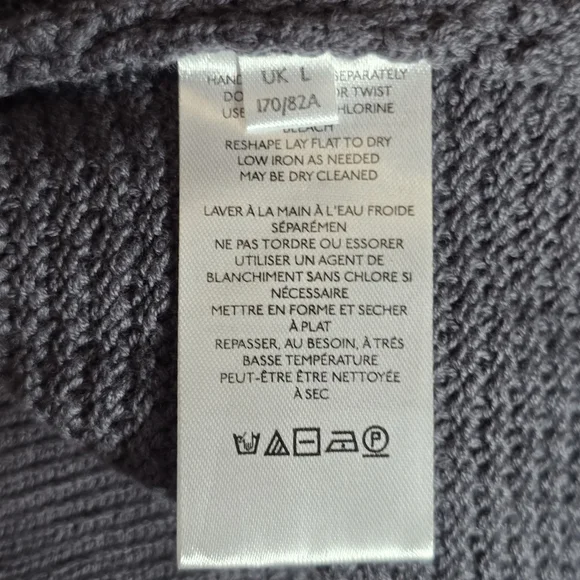 UK L
170/82A
HAND SEPARATELY
DO OR TWIST
USE CHLORINE
BLEACH
RESHAPE LAY FLAT TO DRY
LOW IRON AS NEEDED
MAY BE DRY CLEANED
LAVER À LA MAIN À L'EAU FROIDE
SÉPARÉMEN
NE PAS TORDRE OU ESSORER
UTILISER UN AGENT DE
BLANCHIMENT SANS CHLORE SI
NÉCESSAIRE
METTRE EN FORME ET SECHER
À PLAT
REPASSER, AU BESOIN, À TRÊS
BASSE TEMPÉRATURE
PEUT-ÊTRE ÊTRE NETTOYÉE
À SEC
P